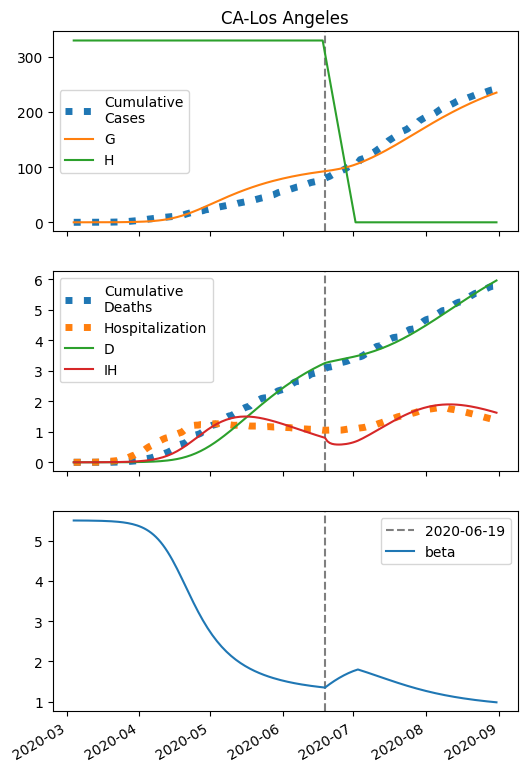 CA-Los Angeles
300
200
100
0
Cumulative
Cases
G
H
6
5
4
3
2
1
0
Cumulative
Deaths
Hospitalization
D
IH
5
4
3
2
1
2020-06-19
beta
2020-03
2020-04
2020-05
2020-06
2020-07
2020-08
2020-09